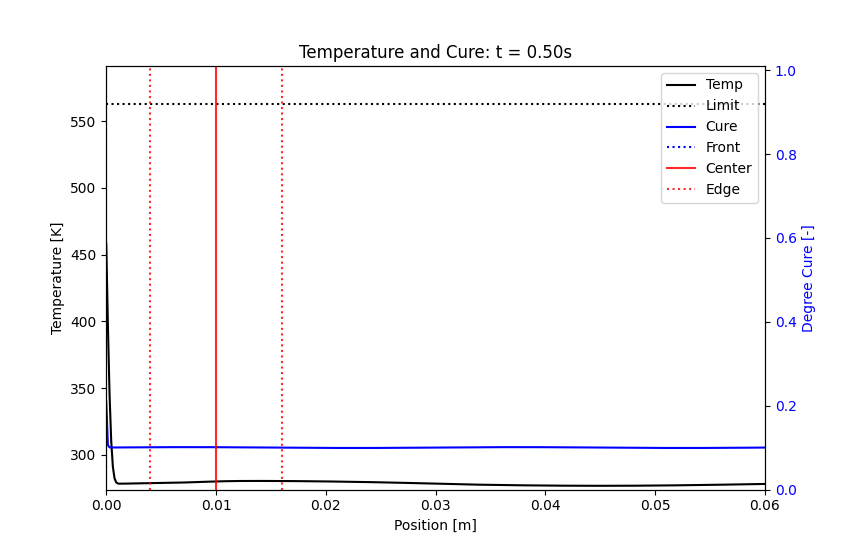 Temperature and Cure: t = 0.50s
Temp
Limit
Cure
Front
Center
Edge
Temperature [K]
550
500
450
400
350
300
Degree Cure [-]
1.0
0.8
0.6
0.4
0.2
0.0
0.00 0.01 0.02 0.03 0.04 0.05 0.06
Position [m]